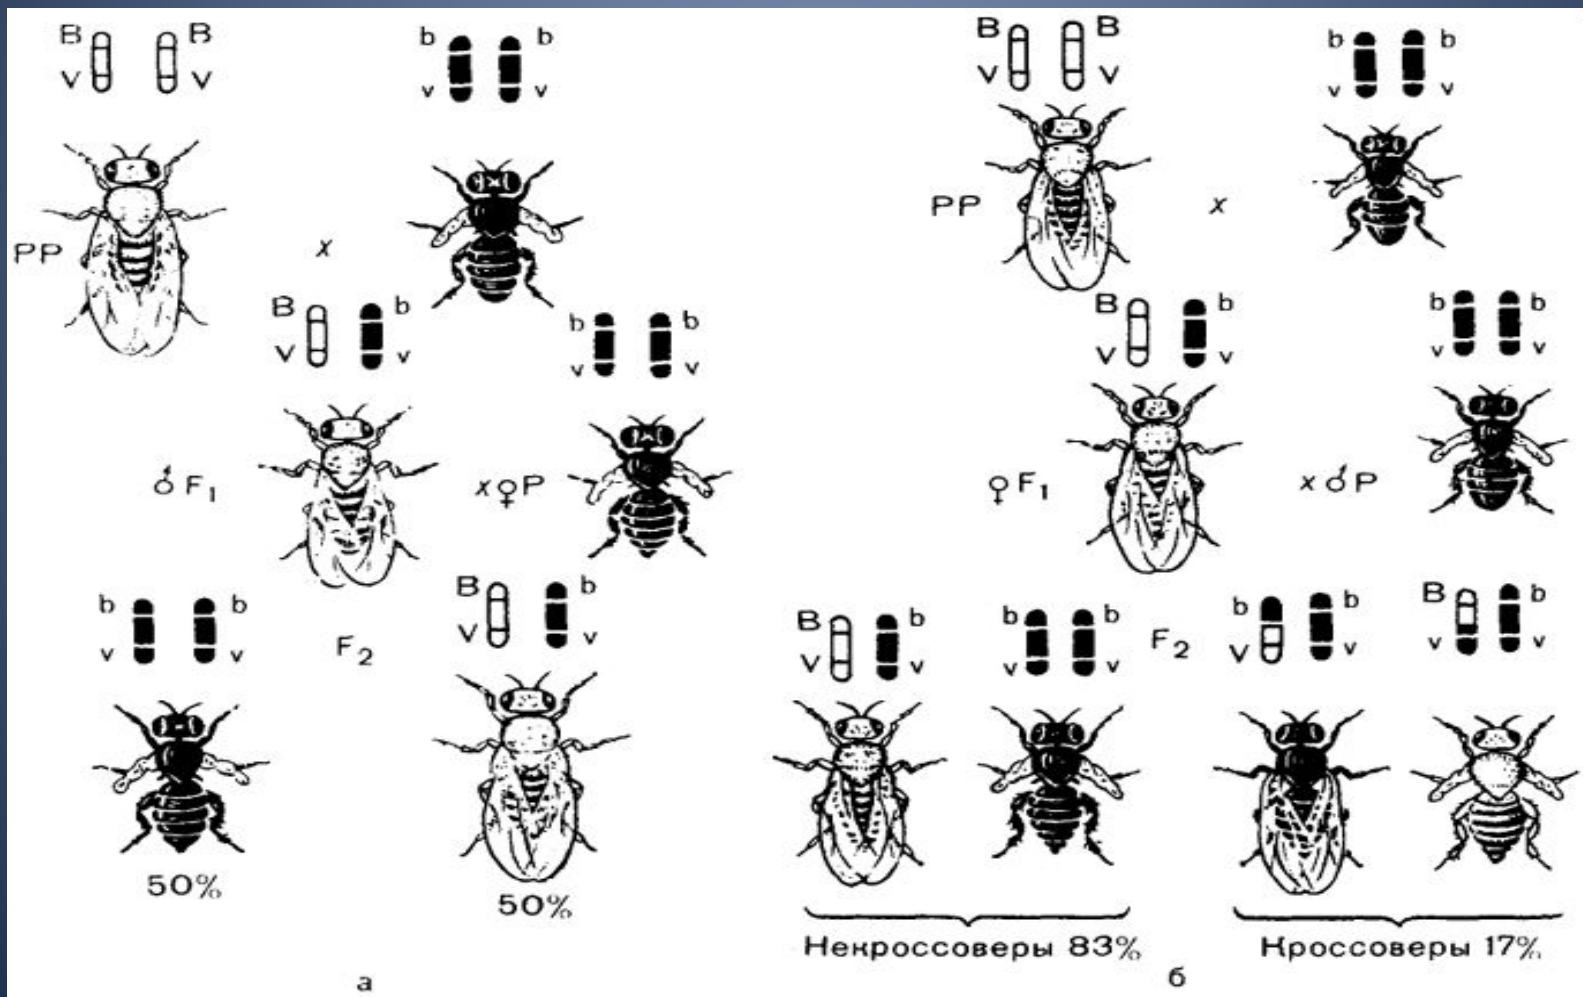 B B b b
V V v v
PP x
B b b b
V v v v
♂ F₁ x ♀ P
b b F₂ B b
v v V v
50% 50%
а
B B b b
V V v v
PP x
B b b b
V v v v
♀ F₁ x ♂ P
B b b b F₂ b b B b
V v v v V v v v
Некроссоверы 83% Кроссоверы 17%
б